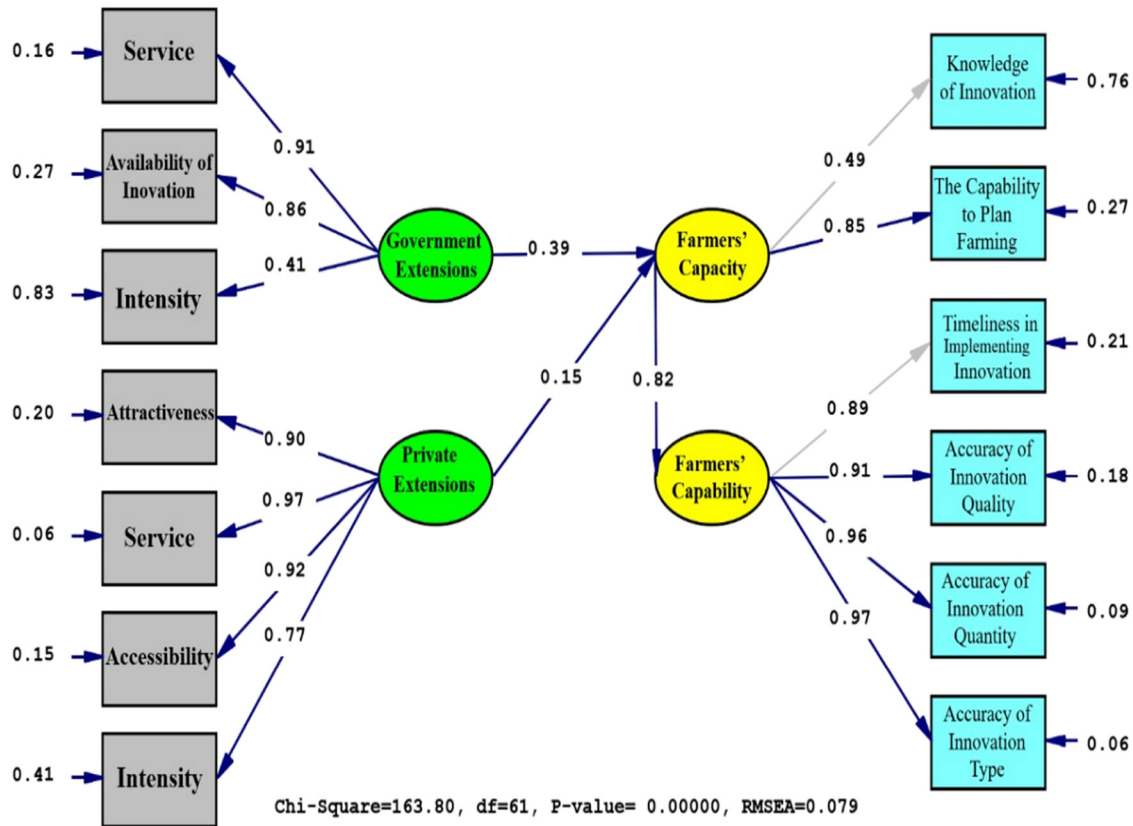 0.16
Service
0.91
0.27
Availability of
Inovation
0.86
0.41
0.83
Intensity
0.20
Attractiveness
0.90
0.06
Service
0.97
0.92
0.15
Accessibility
0.77
0.41
Intensity
Government
Extensions
0.39
Private
Extensions
0.15
Farmers'
Capacity
0.82
Farmers'
Capability
0.49
Knowledge
of Innovation
0.76
0.85
The Capability
to Plan
Farming
0.27
0.89
Timeliness in
Implementing
Innovation
0.21
0.91
Accuracy of
Innovation
Quality
0.18
0.96
Accuracy of
Innovation
Quantity
0.09
0.97
Accuracy of
Innovation
Type
0.06
Chi-Square=163.80, df=61, P-value= 0.00000, RMSEA=0.079